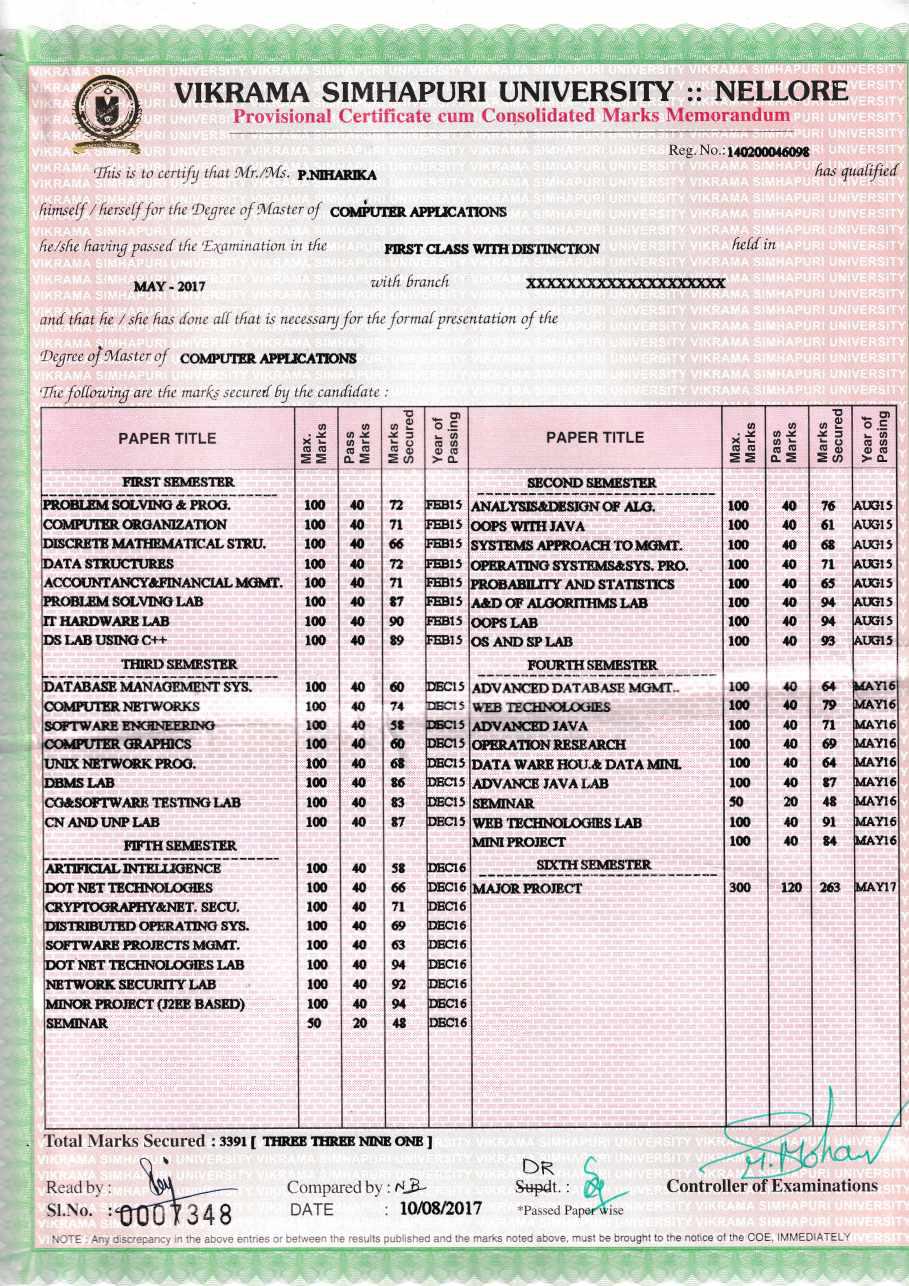 VIKRAMA SIMHAPURI UNIVERSITY :: NELLORE
Provisional Certificate cum Consolidated Marks Memorandum
Reg. No.: 140200046098
This is to certify that Mr./Ms. P.NIHARIKA has qualified
himself / herself for the Degree of Master of COMPUTER APPLICATIONS
he/she having passed the Examination in the FIRST CLASS WITH DISTINCTION held in
MAY - 2017 with branch XXXXXXXXXXXXXXXXXXXX
and that he / she has done all that is necessary for the formal presentation of the
Degree of Master of COMPUTER APPLICATIONS
The following are the marks secured by the candidate :
PAPER TITLE Max. Marks Pass Marks Marks Secured Year of Passing PAPER TITLE Max. Marks Pass Marks Marks Secured Year of Passing
FIRST SEMESTER SECOND SEMESTER
PROBLEM SOLVING & PROG. 100 40 72 FEB15 ANALYSIS&DESIGN OF ALG. 100 40 76 AUG15
COMPUTER ORGANIZATION 100 40 71 FEB15 OOPS WITH JAVA 100 40 61 AUG15
DISCRETE MATHEMATICAL STRU. 100 40 66 FEB15 SYSTEMS APPROACH TO MGMT. 100 40 68 AUG15
DATA STRUCTURES 100 40 72 FEB15 OPERATING SYSTEMS&SYS. PRO. 100 40 71 AUG15
ACCOUNTANCY&FINANCIAL MGMT. 100 40 71 FEB15 PROBABILITY AND STATISTICS 100 40 65 AUG15
PROBLEM SOLVING LAB 100 40 87 FEB15 A&D OF ALGORITHMS LAB 100 40 94 AUG15
IT HARDWARE LAB 100 40 90 FEB15 OOPS LAB 100 40 94 AUG15
DS LAB USING C++ 100 40 89 FEB15 OS AND SP LAB 100 40 93 AUG15
THIRD SEMESTER FOURTH SEMESTER
DATABASE MANAGEMENT SYS. 100 40 60 DEC15 ADVANCED DATABASE MGMT.. 100 40 64 MAY16
COMPUTER NETWORKS 100 40 74 DEC15 WEB TECHNOLOGIES 100 40 79 MAY16
SOFTWARE ENGINEERING 100 40 58 DEC15 ADVANCED JAVA 100 40 71 MAY16
COMPUTER GRAPHICS 100 40 60 DEC15 OPERATION RESEARCH 100 40 69 MAY16
UNIX NETWORK PROG. 100 40 68 DEC15 DATA WARE HOU.& DATA MINI. 100 40 64 MAY16
DBMS LAB 100 40 86 DEC15 ADVANCE JAVA LAB 100 40 87 MAY16
CG&SOFTWARE TESTING LAB 100 40 83 DEC15 SEMINAR 50 20 48 MAY16
CN AND UNP LAB 100 40 87 DEC15 WEB TECHNOLOGIES LAB 100 40 91 MAY16
MINI PROJECT 100 40 84 MAY16
FIFTH SEMESTER SIXTH SEMESTER
ARTIFICIAL INTELLIGENCE 100 40 58 DEC16
DOT NET TECHNOLOGIES 100 40 66 DEC16 MAJOR PROJECT 300 120 263 MAY17
CRYPTOGRAPHY&NET. SECU. 100 40 71 DEC16
DISTRIBUTED OPERATING SYS. 100 40 69 DEC16
SOFTWARE PROJECTS MGMT. 100 40 63 DEC16
DOT NET TECHNOLOGIES LAB 100 40 94 DEC16
NETWORK SECURITY LAB 100 40 92 DEC16
MINOR PROJECT (J2EE BASED) 100 40 94 DEC16
SEMINAR 50 20 48 DEC16
Total Marks Secured : 3391 [ THREE THREE NINE ONE ]
Read by : Compared by : NB DR Supdt. : M. Mohan
Controller of Examinations
Sl.No. : 0007348 DATE : 10/08/2017 *Passed Paper wise
NOTE : Any discrepancy in the above entries or between the results published and the marks noted above, must be brought to the notice of the COE, IMMEDIATELY